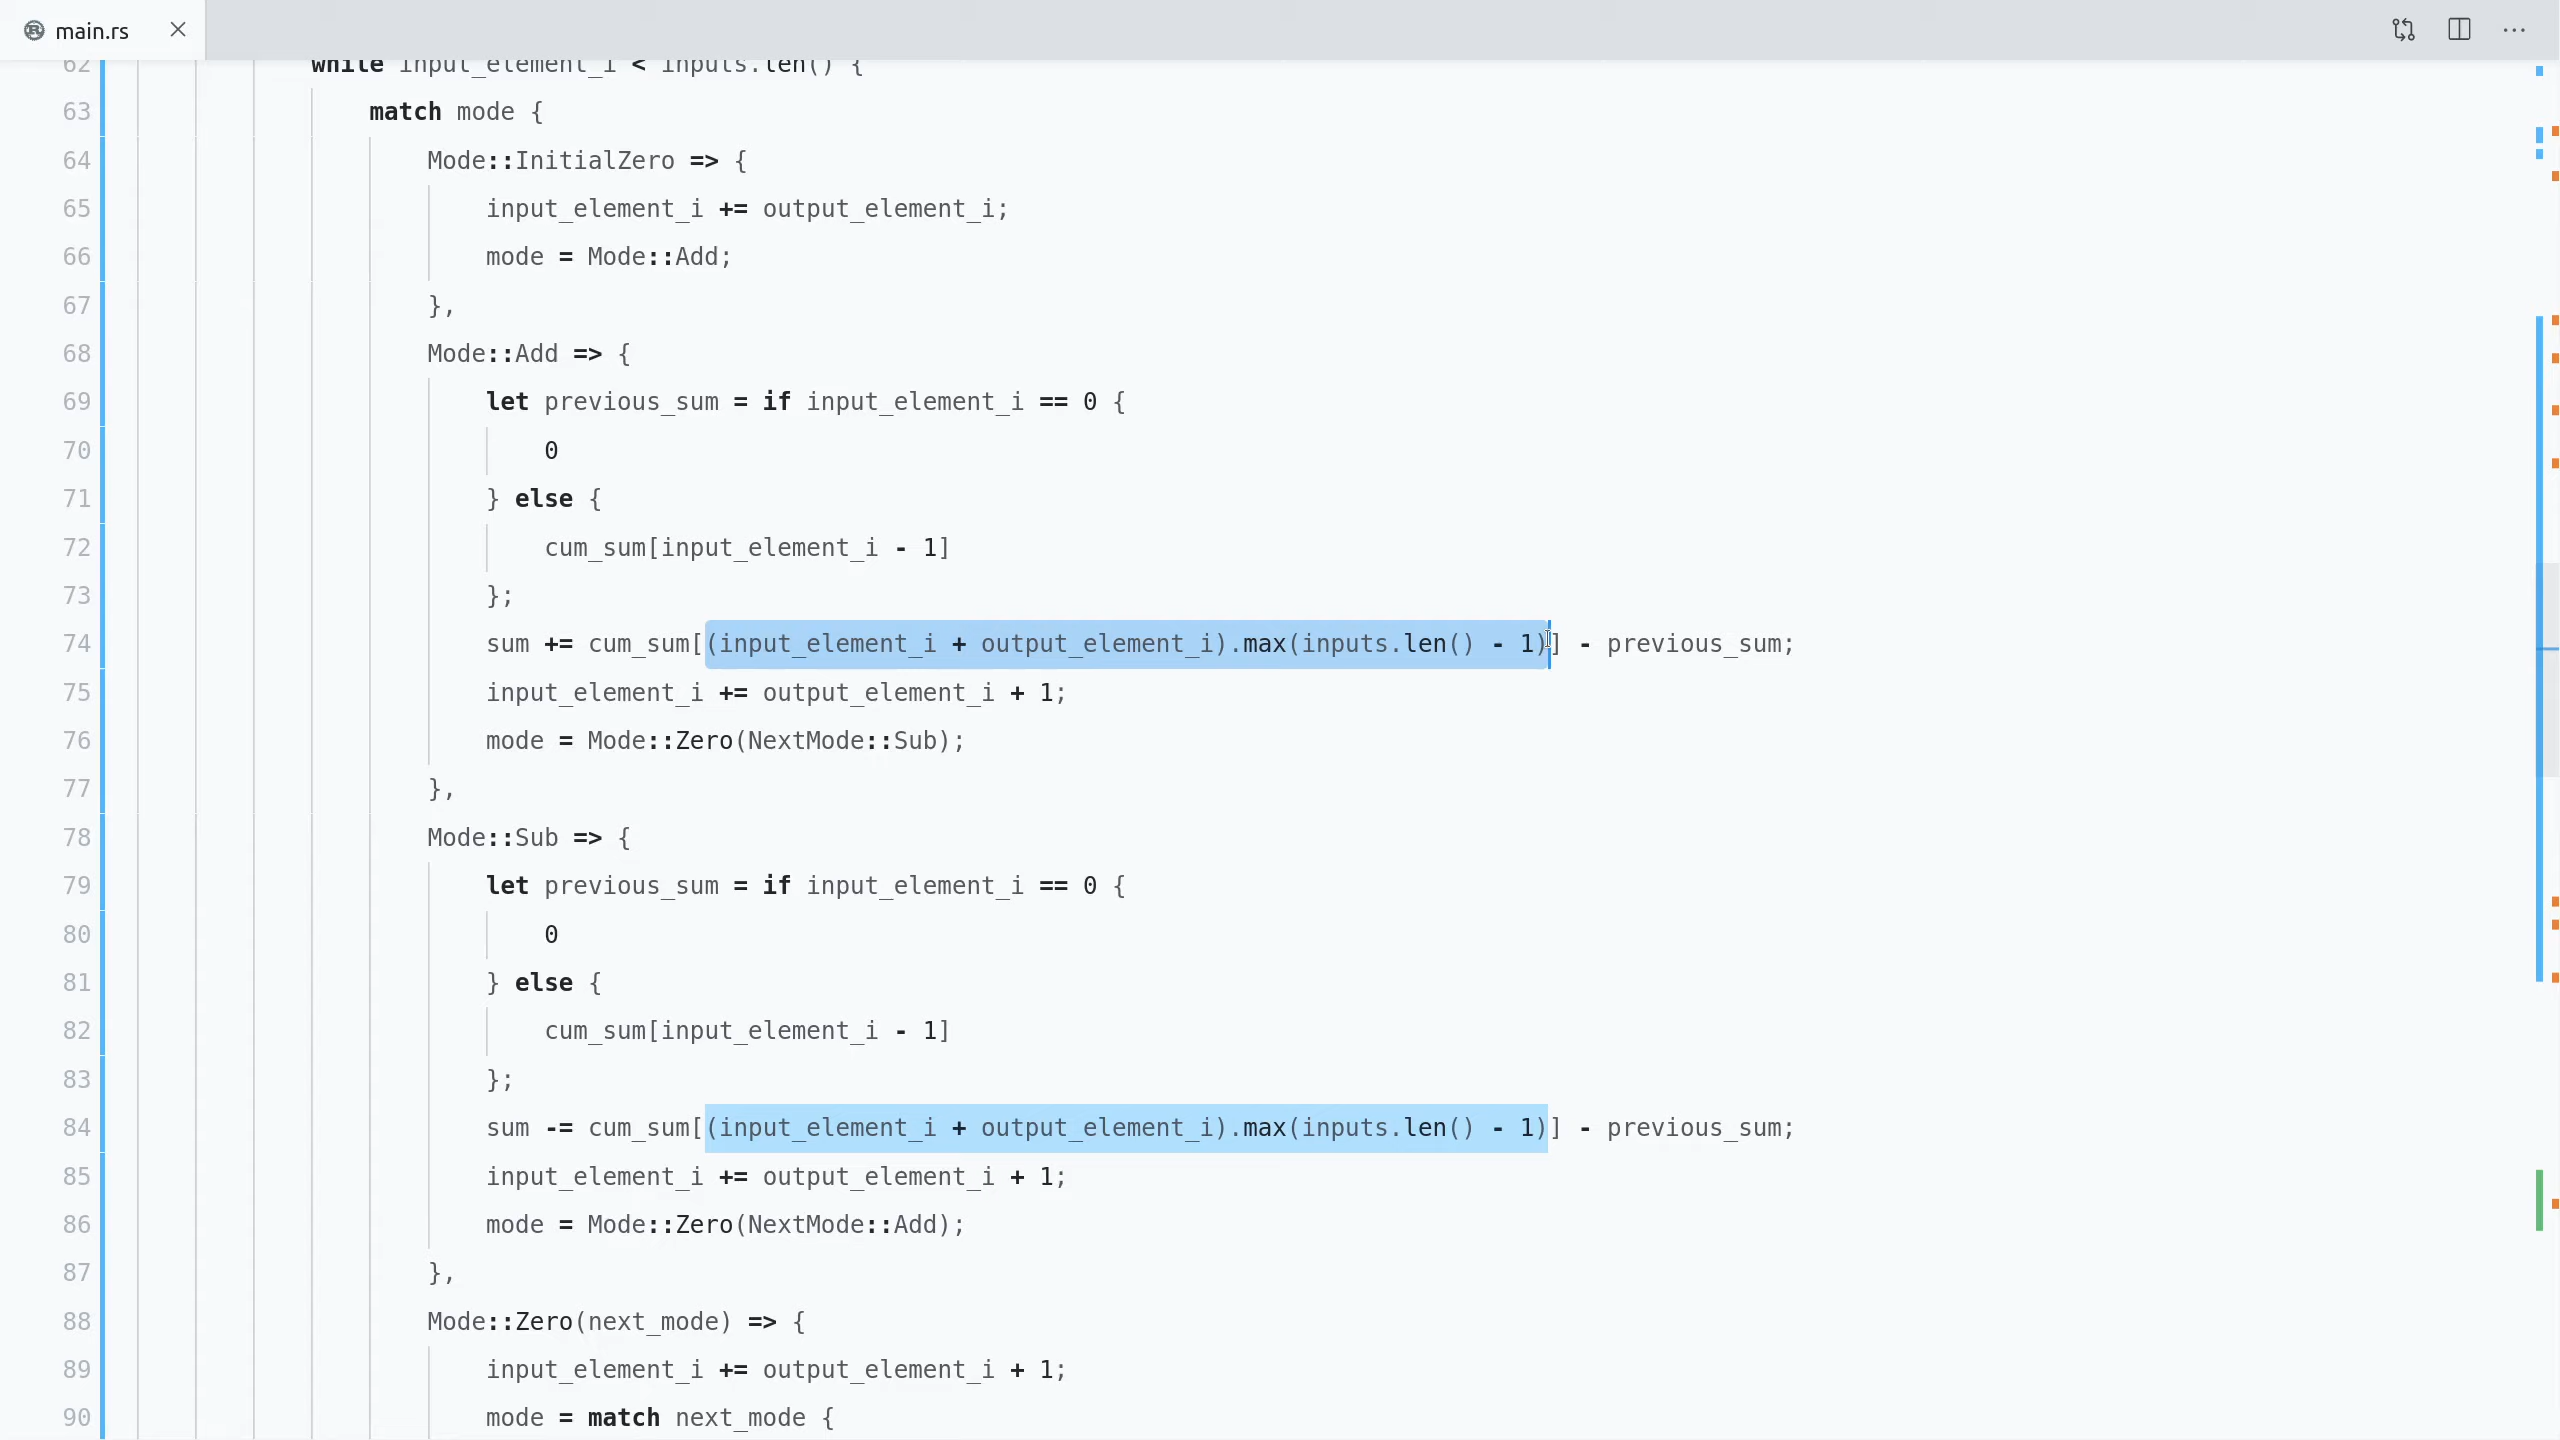 main.rs
62 while input_element_i < inputs.len() {
63 match mode {
64 Mode::InitialZero => {
65 input_element_i += output_element_i;
66 mode = Mode::Add;
67 },
68 Mode::Add => {
69 let previous_sum = if input_element_i == 0 {
70 0
71 } else {
72 cum_sum[input_element_i - 1]
73 };
74 sum += cum_sum[(input_element_i + output_element_i).max(inputs.len() - 1)] - previous_sum;
75 input_element_i += output_element_i + 1;
76 mode = Mode::Zero(NextMode::Sub);
77 },
78 Mode::Sub => {
79 let previous_sum = if input_element_i == 0 {
80 0
81 } else {
82 cum_sum[input_element_i - 1]
83 };
84 sum -= cum_sum[(input_element_i + output_element_i).max(inputs.len() - 1)] - previous_sum;
85 input_element_i += output_element_i + 1;
86 mode = Mode::Zero(NextMode::Add);
87 },
88 Mode::Zero(next_mode) => {
89 input_element_i += output_element_i + 1;
90 mode = match next_mode {